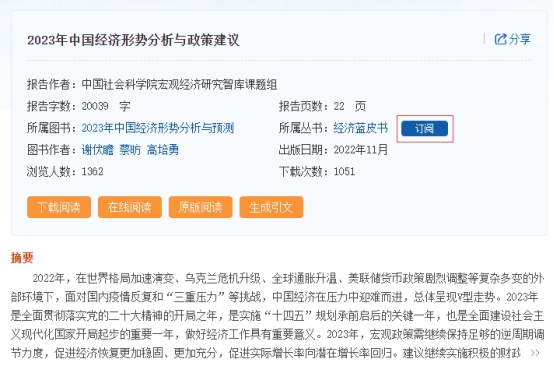 2023年中国经济形势分析与政策建议
分享
报告作者：中国社会科学院宏观经济研究智库课题组
报告字数：20039 字 报告页数：22 页
所属图书：2023年中国经济形势分析与预测 所属丛书：经济蓝皮书 订阅
图书作者：谢伏瞻 蔡昉 高培勇 出版日期：2022年11月
浏览人数：1362 下载次数：1051
下载阅读 在线阅读 原版阅读 生成引文
摘要
2022年，在世界格局加速演变、乌克兰危机升级、全球通胀升温、美联储货币政策剧烈调整等复杂多变的外
部环境下，面对国内疫情反复和“三重压力”等挑战，中国经济在压力中迎难而进，总体呈现V型走势。2023年
是全面贯彻落实党的二十大精神的开局之年，是实施“十四五”规划承前启后的关键一年，也是全面建设社会主
义现代化国家开局起步的重要一年，做好经济工作具有重要意义。2023年，宏观政策需继续保持足够的逆周期调
节力度，促进经济恢复更加稳固、更加充分，促进实际增长率向潜在增长率回归。建议继续实施积极的财政 >>